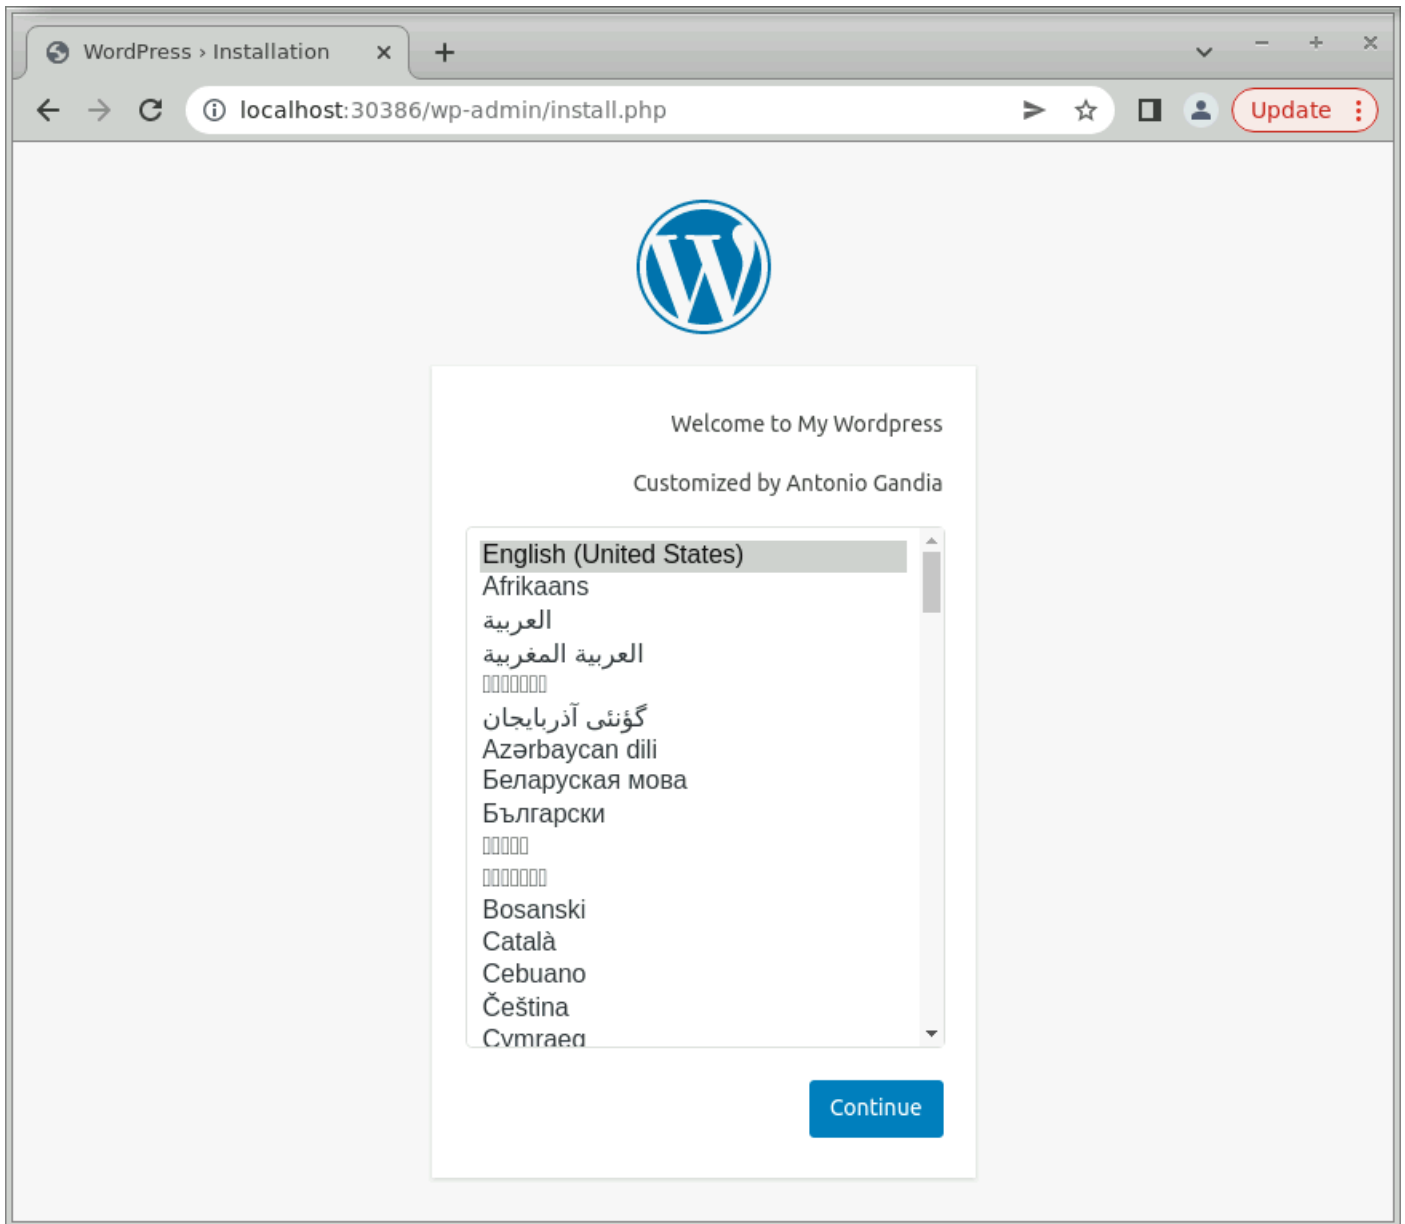 WordPress › Installation
localhost:30386/wp-admin/install.php
Update
Welcome to My Wordpress
Customized by Antonio Gandia
English (United States)
Afrikaans
العربية
العربية المغربية
گؤنئی آذربایجان
Azərbaycan dili
Беларуская мова
Български
Bosanski
Català
Cebuano
Čeština
Cymraeg
Continue